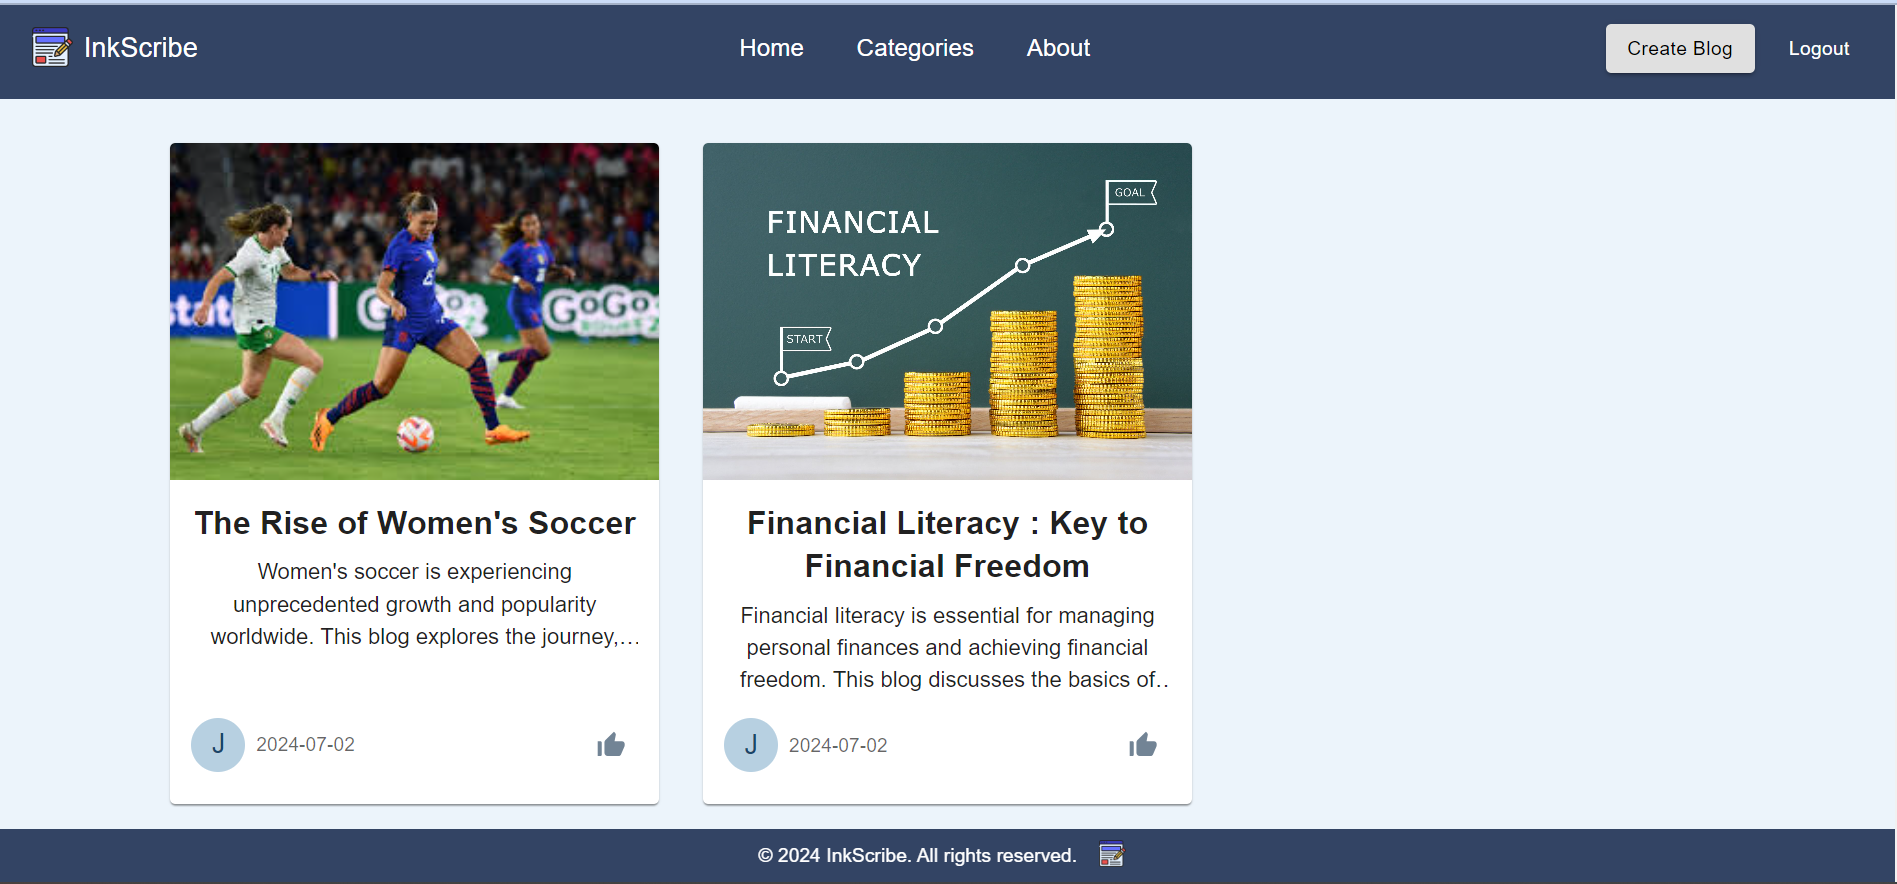 InkScribe
Home
Categories
About
Create Blog
Logout
GoGo
FINANCIAL
LITERACY
GOAL
START
The Rise of Women's Soccer
Women's soccer is experiencing
unprecedented growth and popularity
worldwide. This blog explores the journey,…
J
2024-07-02
Financial Literacy : Key to
Financial Freedom
Financial literacy is essential for managing
personal finances and achieving financial
freedom. This blog discusses the basics of..
J
2024-07-02
© 2024 InkScribe. All rights reserved.